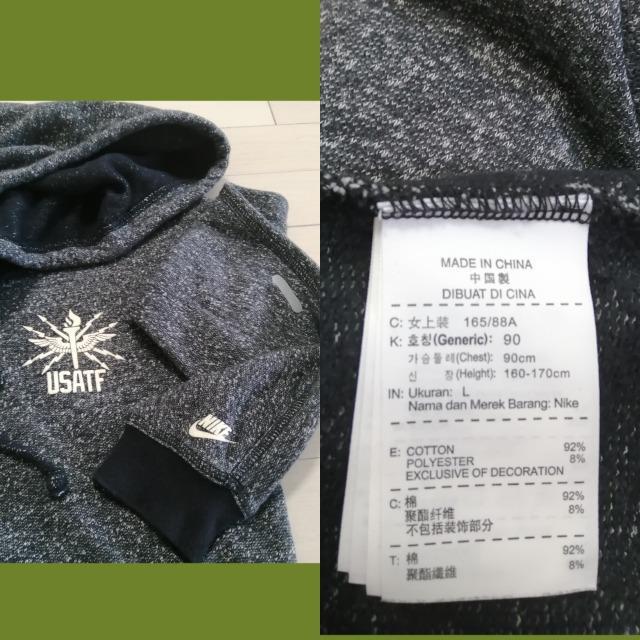 USATF
NIKE
MADE IN CHINA
中国製
DIBUAT DI CINA
C: 女上装 165/88A
K: 호칭(Generic): 90
가슴둘레(Chest): 90cm
신 장(Height): 160-170cm
IN: Ukuran: L
Nama dan Merek Barang: Nike
E: COTTON 92%
POLYESTER 8%
EXCLUSIVE OF DECORATION
C: 棉 92%
聚酯纤维 8%
不包括装饰部分
T: 棉 92%
聚酯纖維 8%